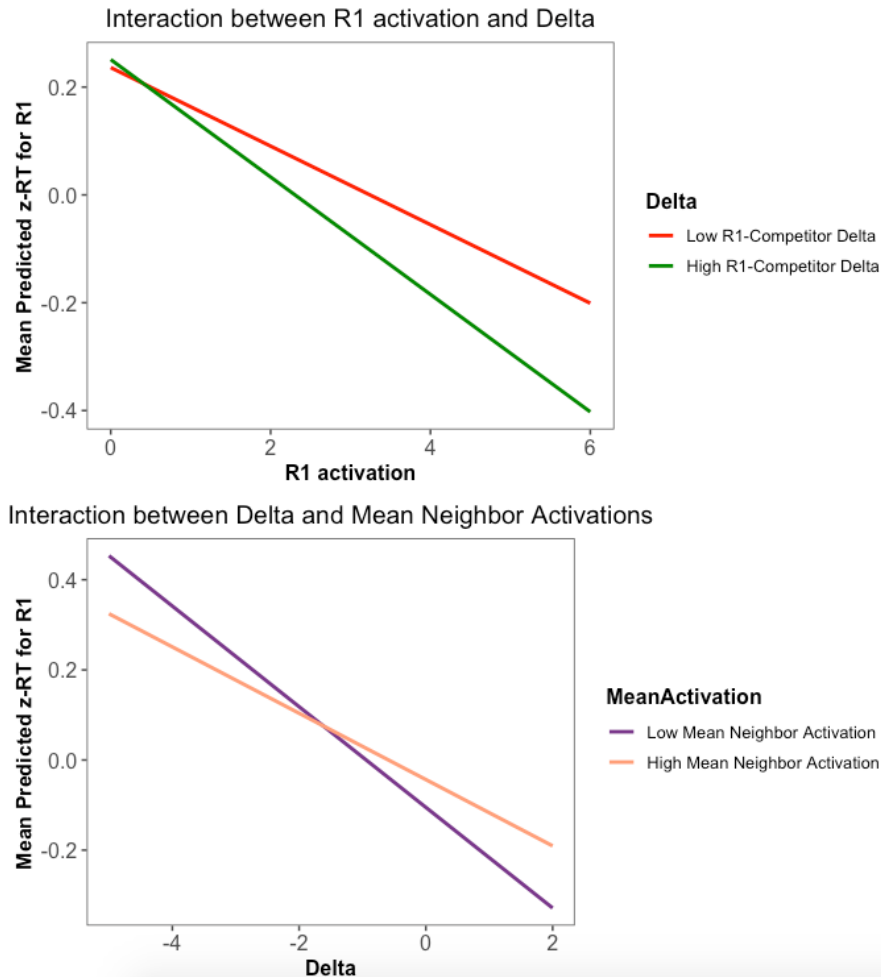 Interaction between R1 activation and Delta
Mean Predicted z-RT for R1
0.2
0.0
-0.2
-0.4
0
2
4
6
R1 activation
Delta
Low R1-Competitor Delta
High R1-Competitor Delta
Interaction between Delta and Mean Neighbor Activations
Mean Predicted z-RT for R1
0.4
0.2
0.0
-0.2
-4
-2
0
2
Delta
MeanActivation
Low Mean Neighbor Activation
High Mean Neighbor Activation